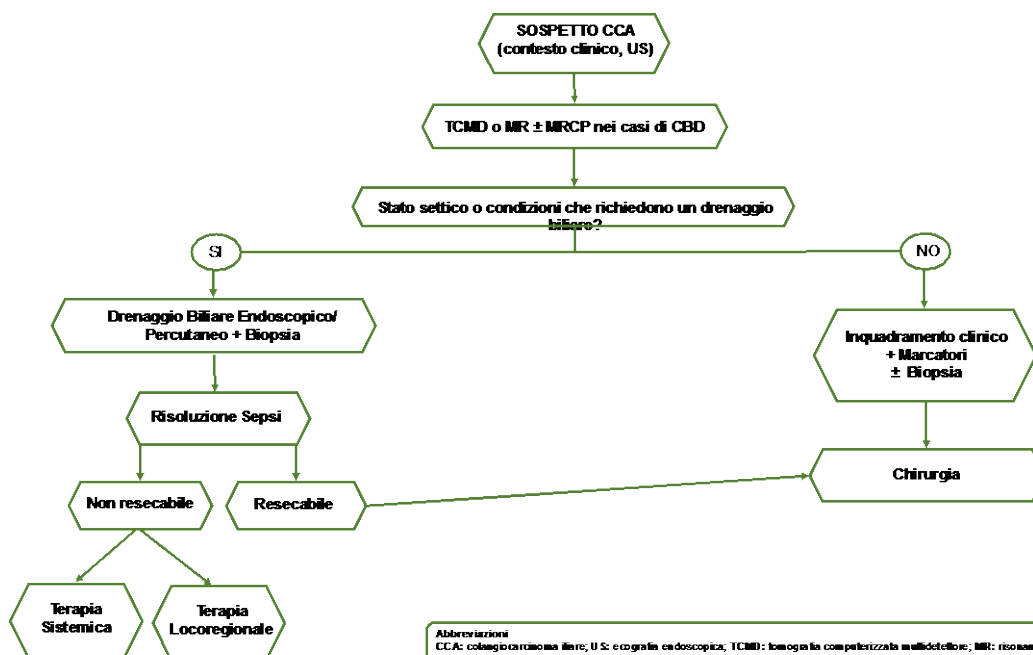 SOSPETTO CCA
(contesto clinico, US)
TCMD o MR ± MRCP nei casi di CBD
Stato settico o condizioni che richiedono un drenaggio
biliare?
SI
NO
Drenaggio Biliare Endoscopico/
Percutaneo + Biopsia
Inquadramento clinico
+ Marcatori
± Biopsia
Risoluzione Sepsi
Chirurgia
Non resecabile
Resecabile
Terapia
Sistemica
Terapia
Locoregionale
Abbreviazioni
CCA: colangiocarcinoma iliare; US: ecografia endoscopica; TCMD: tomografia computerizzata multidetettore; MR: risonan